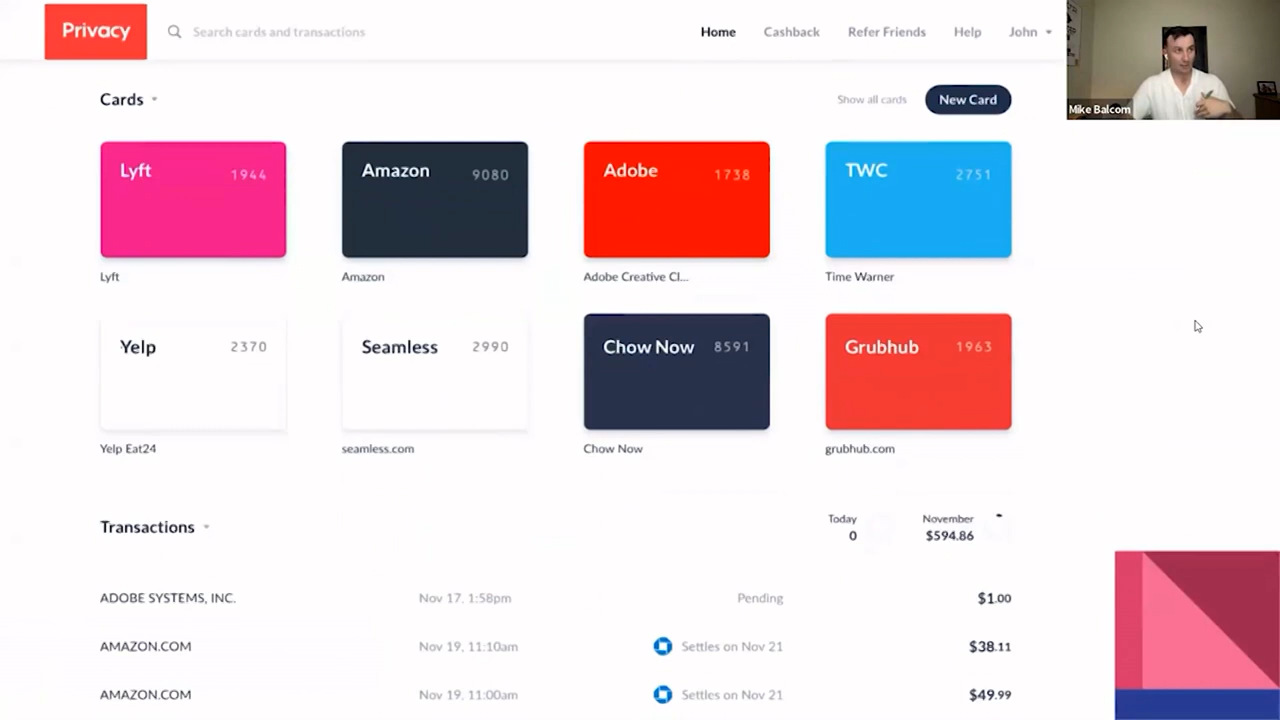 Privacy
Search cards and transactions
Home Cashback Refer Friends Help John
Mike Balcom
Cards
Show all cards New Card
Lyft 1944
Amazon 9080
Adobe 1738
TWC 2751
Lyft
Amazon
Adobe Creative Cl...
Time Warner
Yelp 2370
Seamless 2990
Chow Now 8591
Grubhub 1963
Yelp Eat24
seamless.com
Chow Now
grubhub.com
Transactions
Today
0
November
$594.86
ADOBE SYSTEMS, INC. Nov 17, 1:58pm Pending $1.00
AMAZON.COM Nov 19, 11:10am Settles on Nov 21 $38.11
AMAZON.COM Nov 19, 11:00am Settles on Nov 21 $49.99